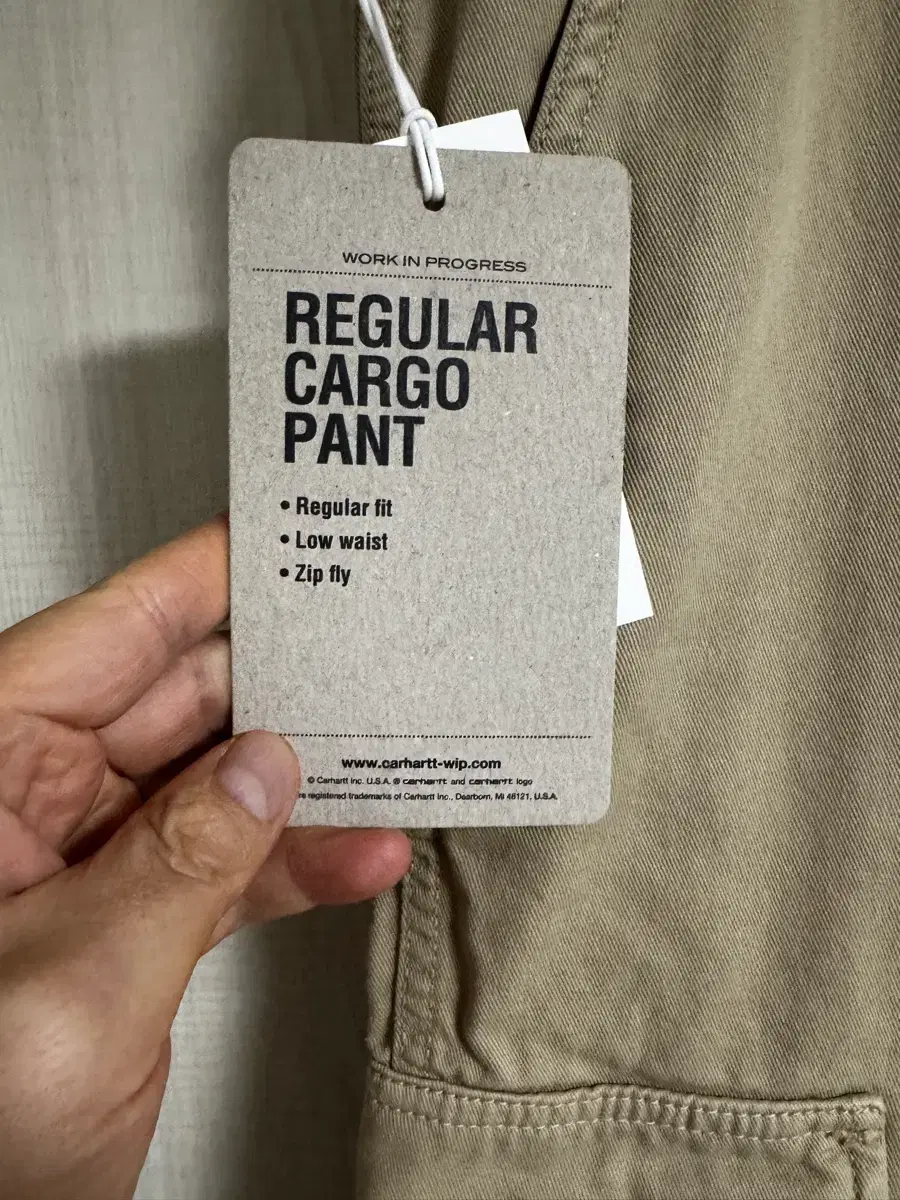 WORK IN PROGRESS
REGULAR
CARGO
PANT
• Regular fit
• Low waist
• Zip fly
www.carhartt-wip.com
© Carhartt Inc. U.S.A. ® carhartt and carhartt logo
registered trademarks of Carhartt Inc., Dearborn, MI 48121, U.S.A.